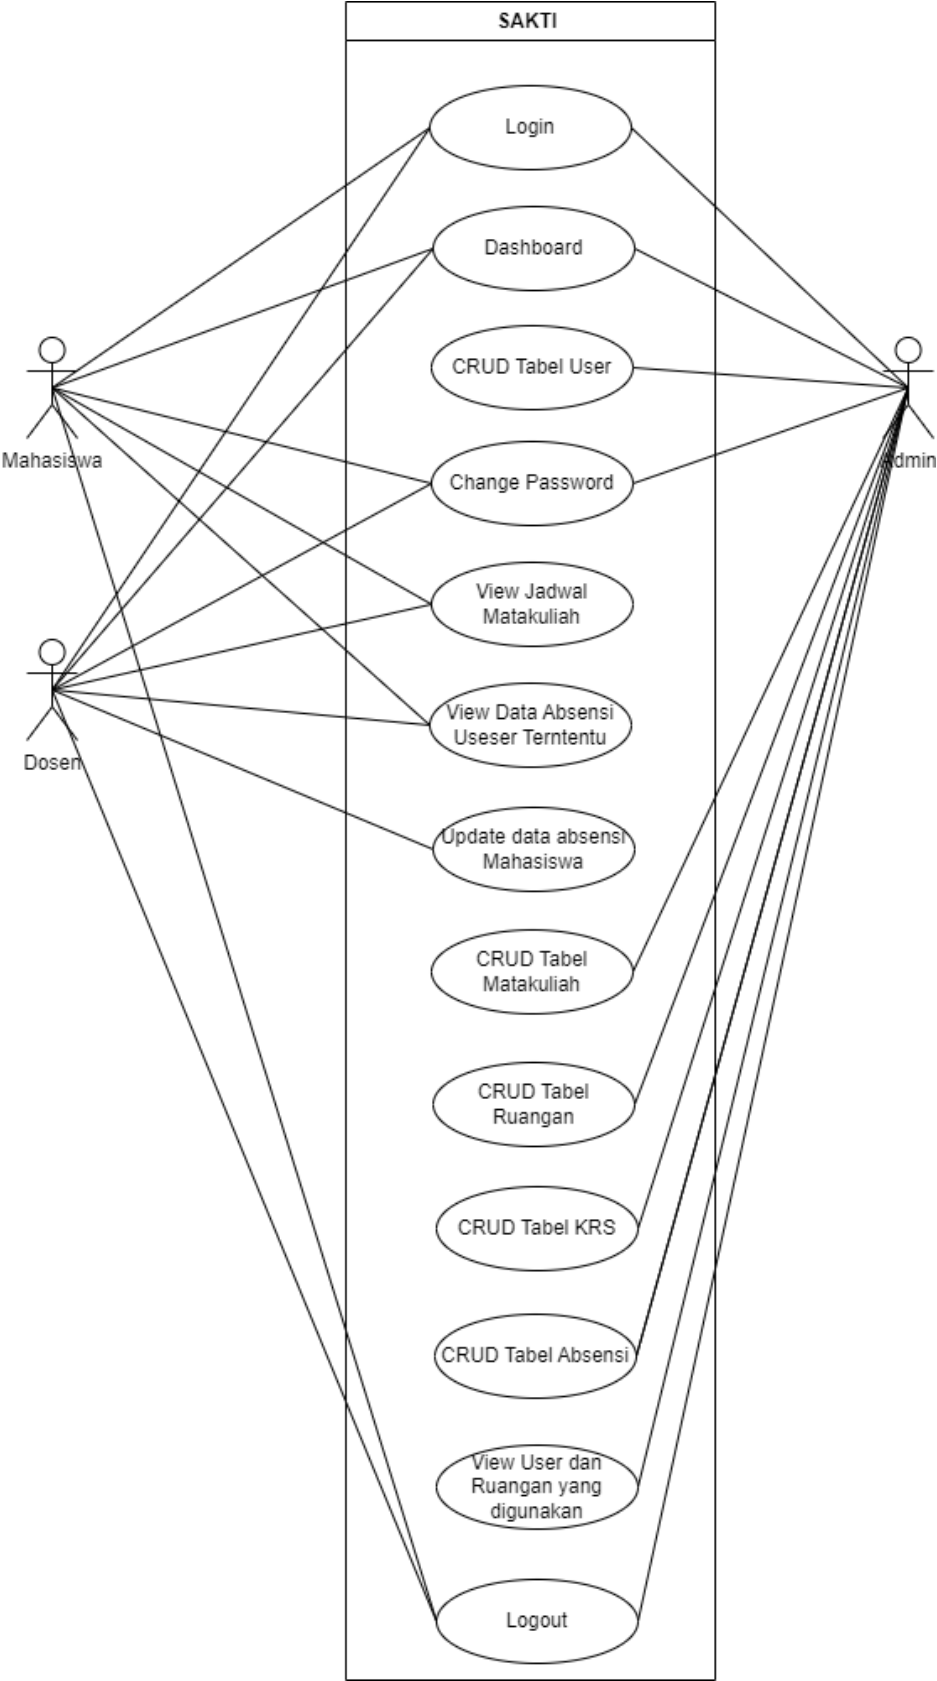 SAKTI
Login
Dashboard
CRUD Tabel User
Change Password
Mahasiswa
Admin
View Jadwal
Matakuliah
View Data Absensi
Useser Terntentu
Dosen
Update data absensi
Mahasiswa
CRUD Tabel
Matakuliah
CRUD Tabel
Ruangan
CRUD Tabel KRS
CRUD Tabel Absensi
View User dan
Ruangan yang
digunakan
Logout